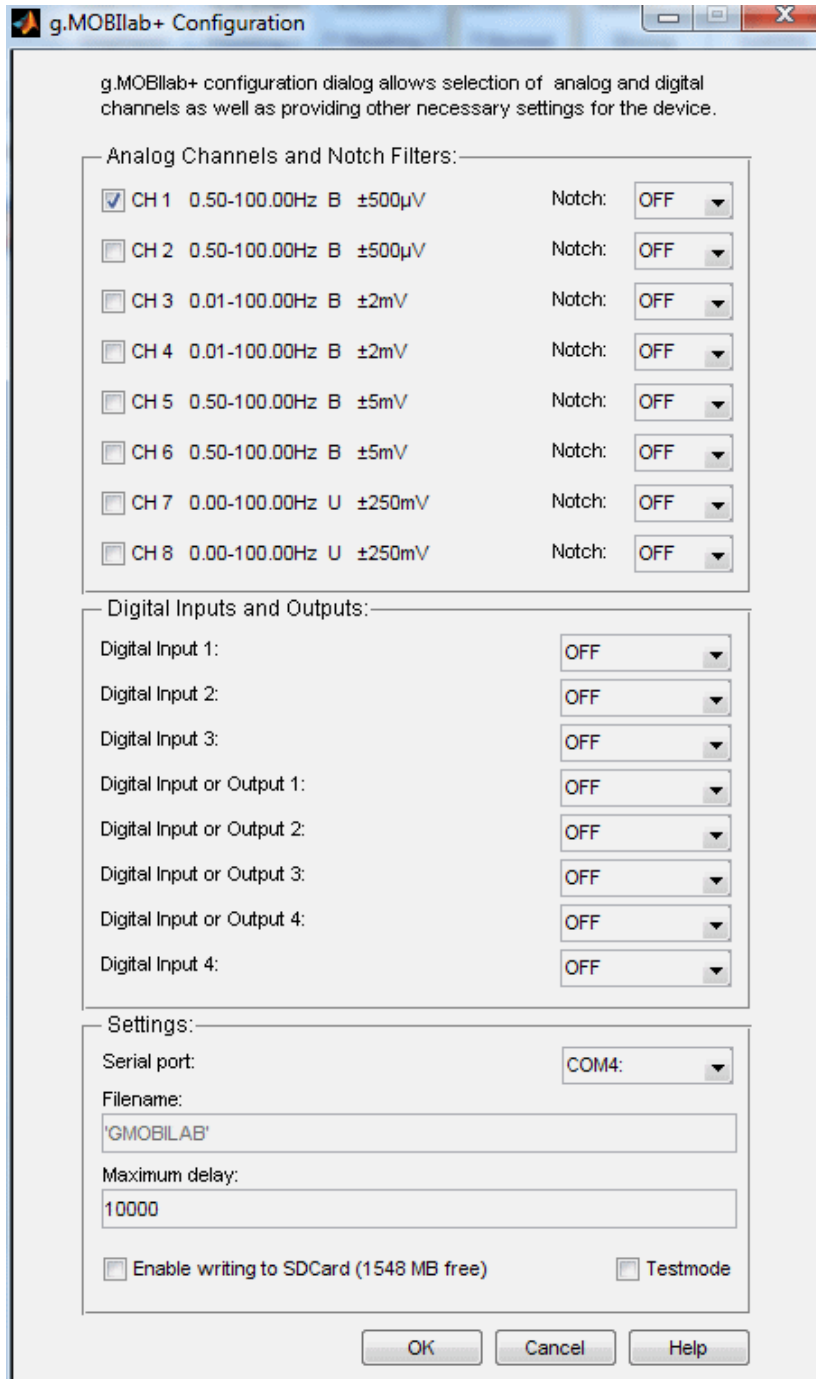 g.MOBIlab+ Configuration
g.MOBIlab+ configuration dialog allows selection of analog and digital
channels as well as providing other necessary settings for the device.
Analog Channels and Notch Filters:
CH 1 0.50-100.00Hz B ±500µV Notch: OFF
CH 2 0.50-100.00Hz B ±500µV Notch: OFF
CH 3 0.01-100.00Hz B ±2mV Notch: OFF
CH 4 0.01-100.00Hz B ±2mV Notch: OFF
CH 5 0.50-100.00Hz B ±5mV Notch: OFF
CH 6 0.50-100.00Hz B ±5mV Notch: OFF
CH 7 0.00-100.00Hz U ±250mV Notch: OFF
CH 8 0.00-100.00Hz U ±250mV Notch: OFF
Digital Inputs and Outputs:
Digital Input 1: OFF
Digital Input 2: OFF
Digital Input 3: OFF
Digital Input or Output 1: OFF
Digital Input or Output 2: OFF
Digital Input or Output 3: OFF
Digital Input or Output 4: OFF
Digital Input 4: OFF
Settings:
Serial port: COM4:
Filename:
'GMOBILAB'
Maximum delay:
10000
Enable writing to SDCard (1548 MB free) Testmode
OK Cancel Help